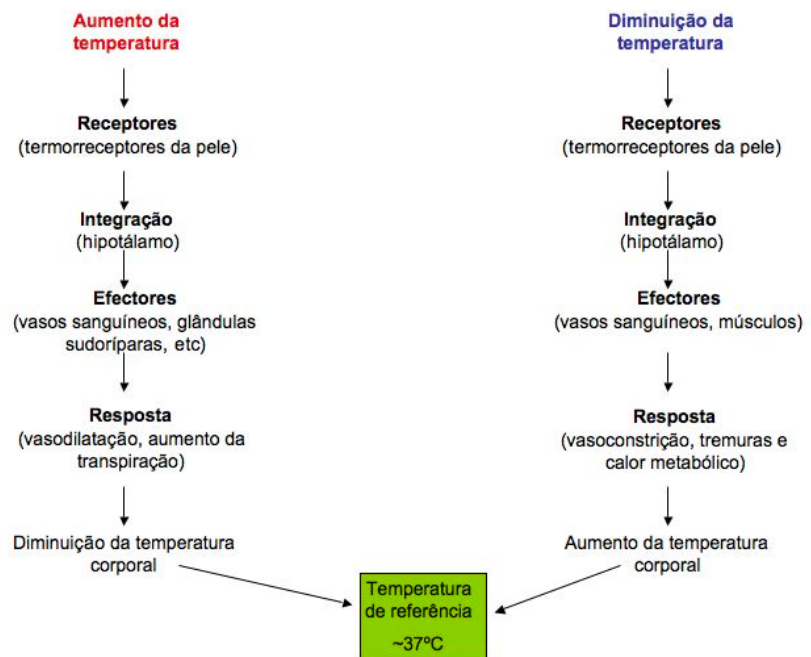 Aumento da
temperatura
Receptores
(termorreceptores da pele)
Integração
(hipotálamo)
Efectores
(vasos sanguíneos, glândulas
sudoríparas, etc)
Resposta
(vasodilatação, aumento da
transpiração)
Diminuição da temperatura
corporal
Diminuição da
temperatura
Receptores
(termorreceptores da pele)
Integração
(hipotálamo)
Efectores
(vasos sanguíneos, músculos)
Resposta
(vasoconstrição, tremuras e
calor metabólico)
Aumento da temperatura
corporal
Temperatura
de referência
~37ºC